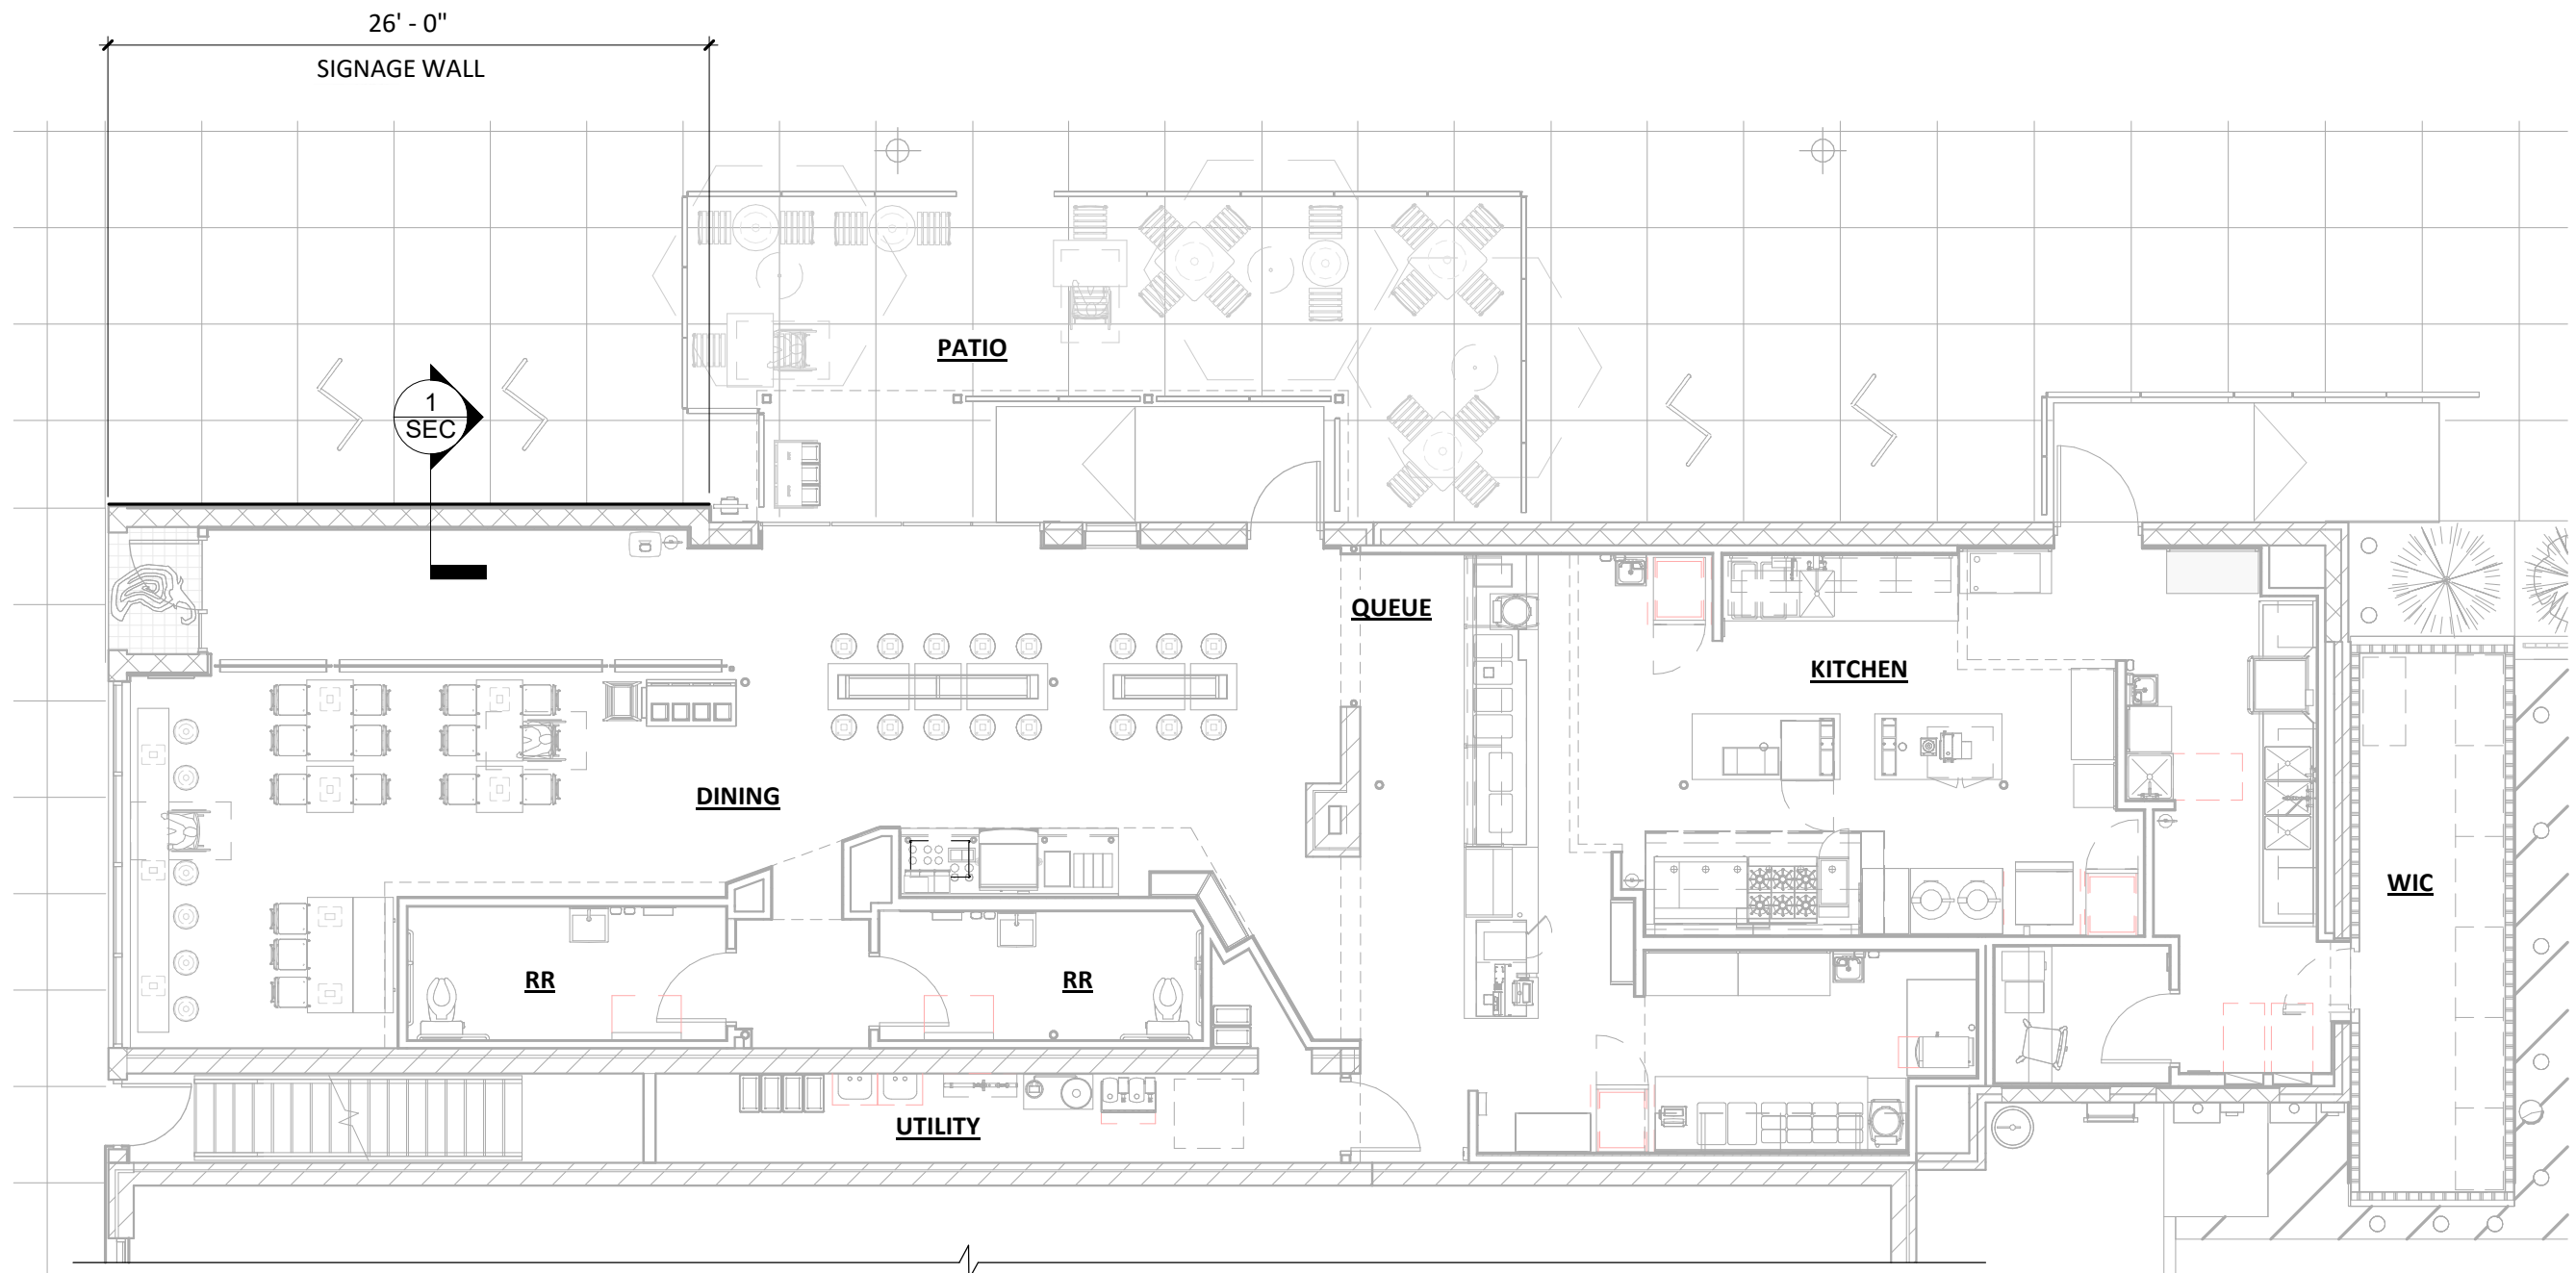 26' - 0"
SIGNAGE WALL
PATIO
1
SEC
QUEUE
KITCHEN
DINING
WIC
RR
RR
UTILITY